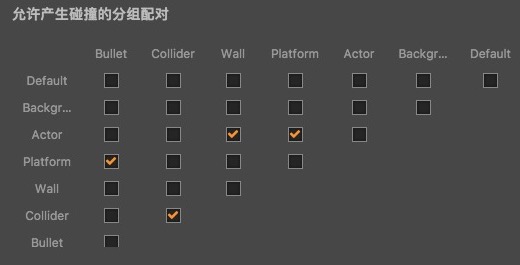 允许产生碰撞的分组配对
Bullet Collider Wall Platform Actor Backgr... Default
Default
Backgr...
Actor
Platform
Wall
Collider
Bullet